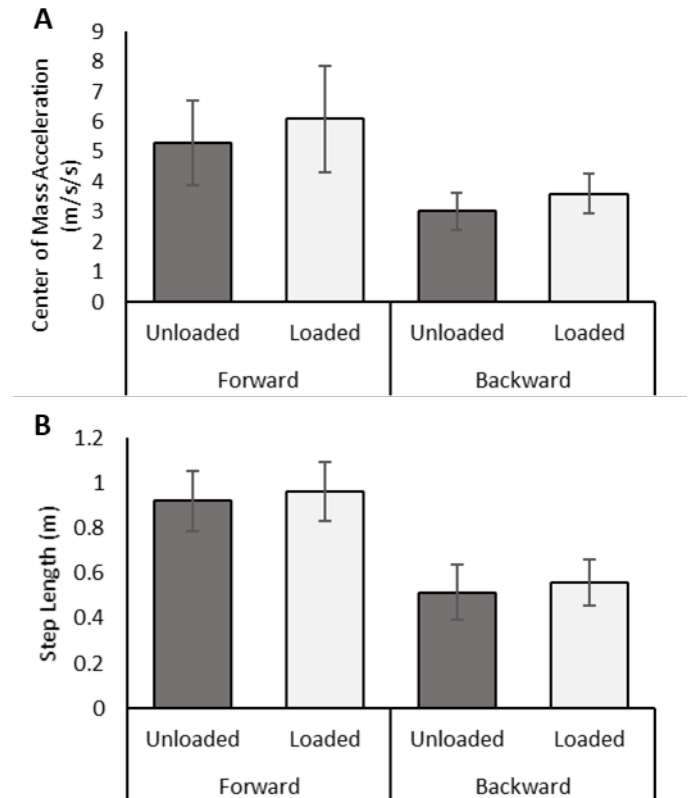 A
Center of Mass Acceleration
(m/s/s)
9
8
7
6
5
4
3
2
1
0
Unloaded Loaded Unloaded Loaded
Forward Backward
B
Step Length (m)
1.2
1
0.8
0.6
0.4
0.2
0
Unloaded Loaded Unloaded Loaded
Forward Backward